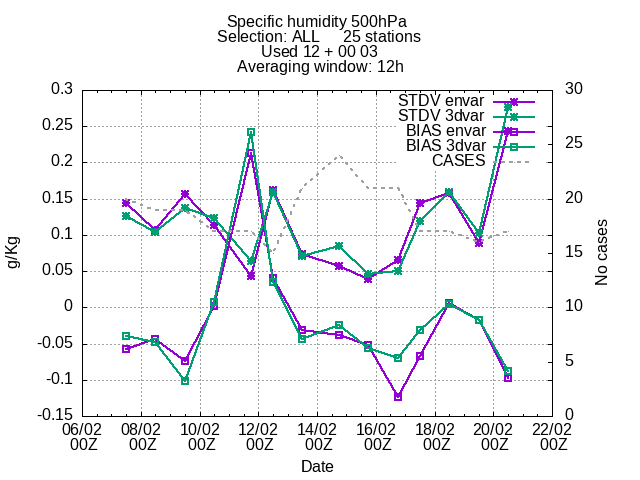 Specific humidity 500hPa
Selection: ALL 25 stations
Used 12 + 00 03
Averaging window: 12h
0.3
0.25
0.2
0.15
0.1
0.05
0
-0.05
-0.1
-0.15
g/Kg
STDV envar
STDV 3dvar
BIAS envar
BIAS 3dvar
CASES
30
25
20
15
10
5
0
No cases
06/02 08/02 10/02 12/02 14/02 16/02 18/02 20/02 22/02
00Z 00Z 00Z 00Z 00Z 00Z 00Z 00Z 00Z
Date